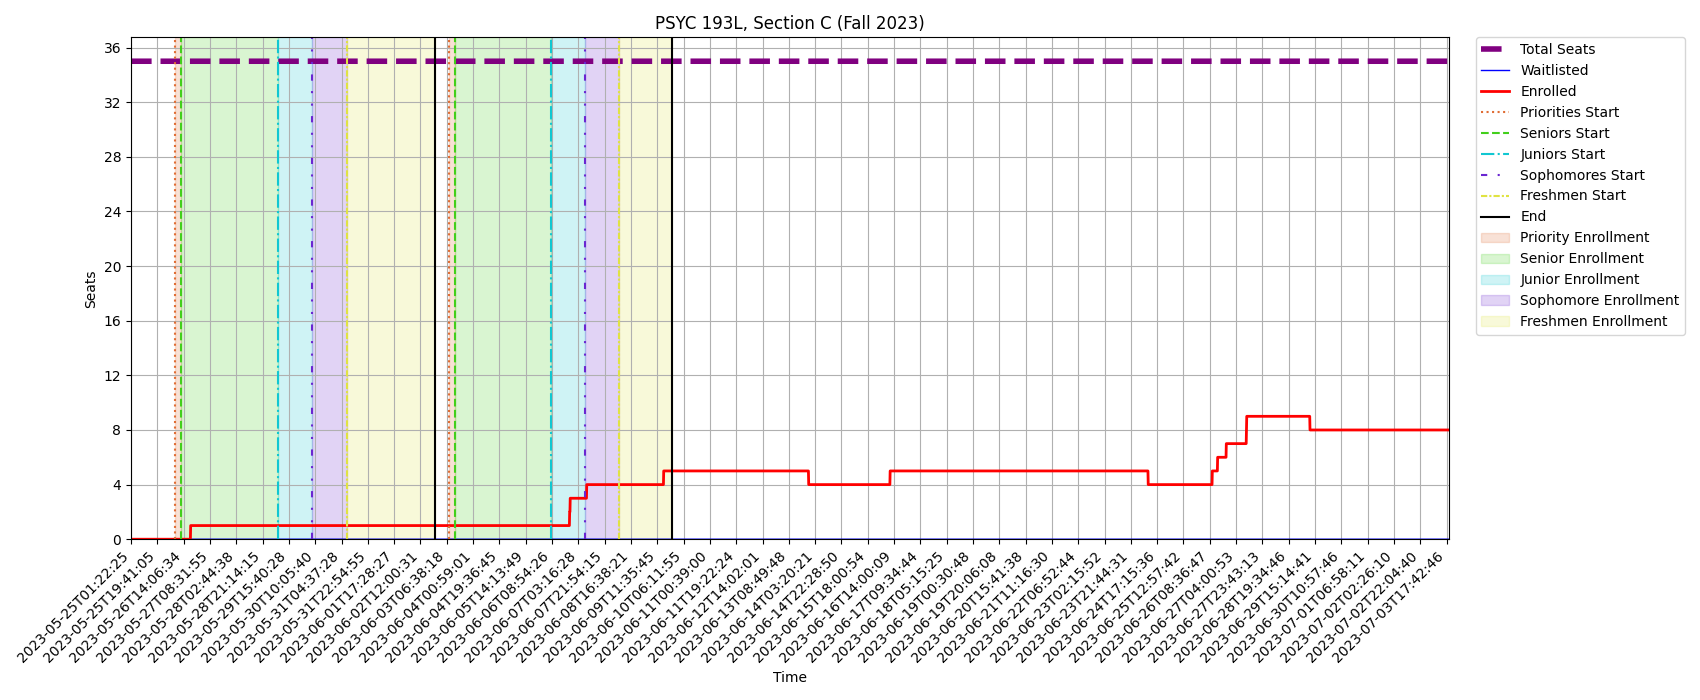 PSYC 193L, Section C (Fall 2023)
Seats
36
32
28
24
20
16
12
8
4
0
Total Seats
Waitlisted
Enrolled
Priorities Start
Seniors Start
Juniors Start
Sophomores Start
Freshmen Start
End
Priority Enrollment
Senior Enrollment
Junior Enrollment
Sophomore Enrollment
Freshmen Enrollment
2023-05-25T01:22:25
2023-05-25T19:41:05
2023-05-26T14:06:34
2023-05-27T08:31:55
2023-05-28T02:44:38
2023-05-28T21:14:15
2023-05-29T15:40:28
2023-05-30T10:05:40
2023-05-31T04:37:28
2023-05-31T22:54:55
2023-06-01T17:28:27
2023-06-02T12:00:31
2023-06-03T06:38:18
2023-06-04T00:59:01
2023-06-04T19:36:45
2023-06-05T14:13:49
2023-06-06T08:54:26
2023-06-07T03:16:28
2023-06-07T21:54:15
2023-06-08T16:38:21
2023-06-09T11:35:45
2023-06-10T06:11:55
2023-06-11T00:39:00
2023-06-11T19:22:24
2023-06-12T14:02:01
2023-06-13T08:49:48
2023-06-14T03:20:21
2023-06-14T22:28:50
2023-06-15T18:00:54
2023-06-16T14:00:09
2023-06-17T09:34:44
2023-06-18T05:15:25
2023-06-19T00:30:48
2023-06-19T20:06:08
2023-06-20T15:41:38
2023-06-21T11:16:30
2023-06-22T06:52:44
2023-06-23T02:15:52
2023-06-23T21:44:31
2023-06-24T17:15:36
2023-06-25T12:57:42
2023-06-26T08:36:47
2023-06-27T04:00:53
2023-06-27T23:43:13
2023-06-28T19:34:46
2023-06-29T15:14:41
2023-06-30T10:57:46
2023-07-01T06:58:11
2023-07-02T02:26:10
2023-07-02T22:04:40
2023-07-03T17:42:46
Time